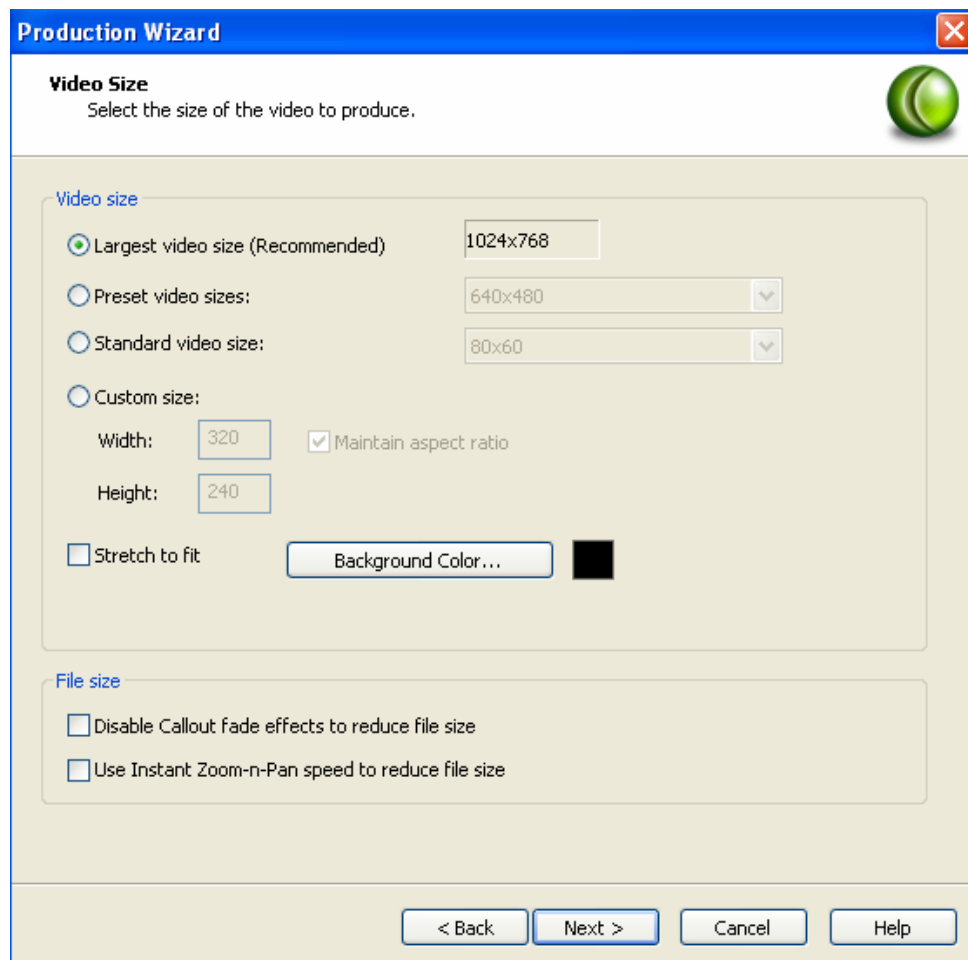 Production Wizard
Video Size
Select the size of the video to produce.
Video size
Largest video size (Recommended) 1024x768
Preset video sizes: 640x480
Standard video size: 80x60
Custom size:
Width: 320 Maintain aspect ratio
Height: 240
Stretch to fit Background Color...
File size
Disable Callout fade effects to reduce file size
Use Instant Zoom-n-Pan speed to reduce file size
< Back Next > Cancel Help